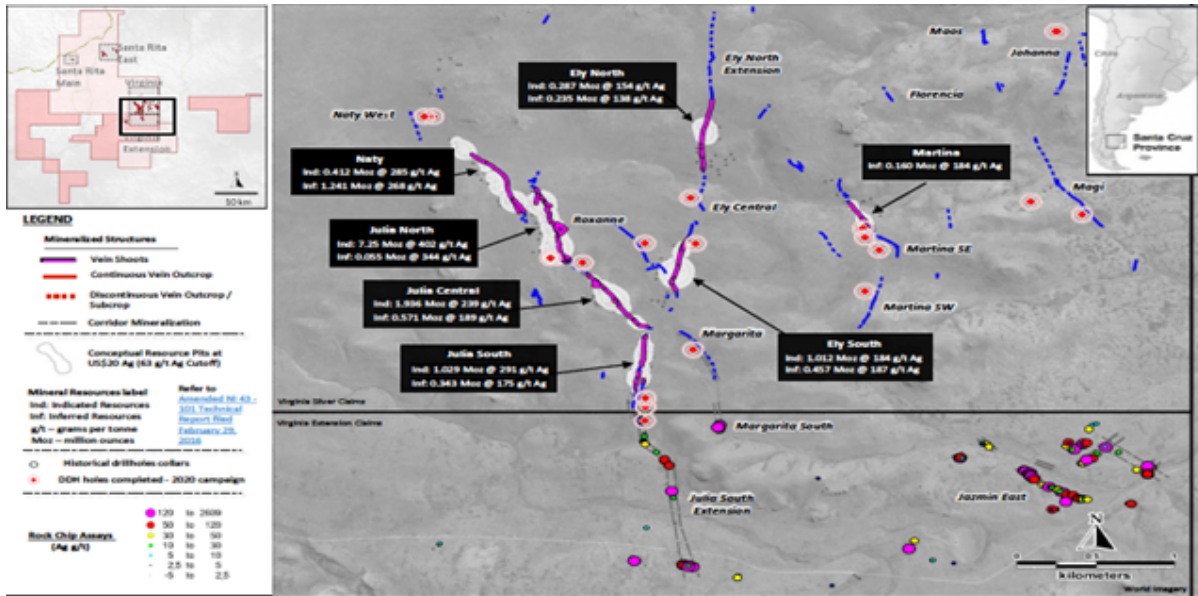 Santa Rita
East
Santa Rita
Main
Virginia
Virginia
Extension
10 km
LEGEND
Mineralized Structures
Vein Shoots
Continuous Vein Outcrop
Discontinuous Vein Outcrop /
Subcrop
Corridor Mineralization
Conceptual Resource Pits at
US$20 Ag (63 g/t Ag Cutoff)
Mineral Resources label
Ind: Indicated Resources
Inf: Inferred Resources
g/t – grams per tonne
Moz – million ounces
Refer to
Amended NI 43-
101 Technical
Report filed
February 29,
2016
Historical drillholes collars
DDH holes completed - 2020 campaign
Rock Chip Assays
(Ag g/t)
120 to 2609
50 to 120
30 to 50
10 to 30
5 to 10
2,5 to 5
-5 to 2,5
Naty West
Naty
Ind: 0.412 Moz @ 285 g/t Ag
Inf: 1.241 Moz @ 268 g/t Ag
Julia North
Ind: 7.25 Moz @ 402 g/t Ag
Inf: 0.055 Moz @ 344 g/t Ag
Julia Central
Ind: 1.936 Moz @ 239 g/t Ag
Inf: 0.571 Moz @ 189 g/t Ag
Julia South
Ind: 1.029 Moz @ 291 g/t Ag
Inf: 0.343 Moz @ 175 g/t Ag
Ely North
Ind: 0.287 Moz @ 154 g/t Ag
Inf: 0.235 Moz @ 138 g/t Ag
Ely North
Extension
Roxanne
Ely Central
Margarita
Ely South
Ind: 1.012 Moz @ 184 g/t Ag
Inf: 0.457 Moz @ 187 g/t Ag
Martina
Inf: 0.160 Moz @ 184 g/t Ag
Maos
Johanna
Florencia
Magi
Martina SE
Martina SW
Chile
Argentina
Santa Cruz
Province
Virginia Silver Claims
Virginia Extension Claims
Margarita South
Julia South
Extension
Jazmin East
N
0 0.5 1
kilometers
World Imagery